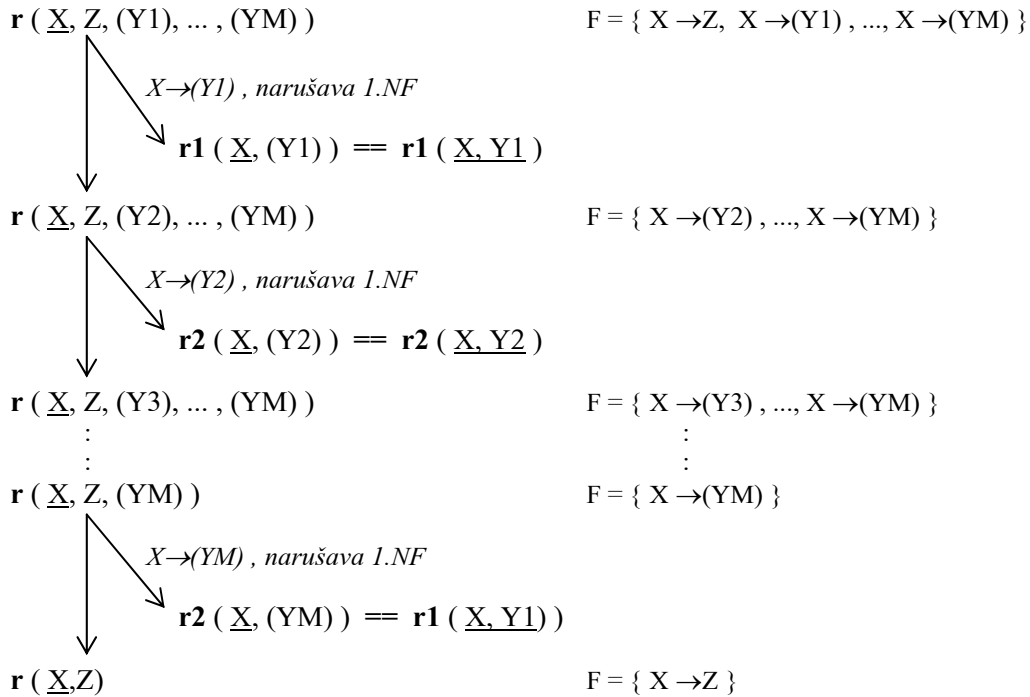 r ( X, Z, (Y1), ... , (YM) ) F = { X →Z, X →(Y1) , ..., X →(YM) }
X→(Y1) , narušava 1.NF
r1 ( X, (Y1) ) == r1 ( X, Y1 )
r ( X, Z, (Y2), ... , (YM) ) F = { X →(Y2) , ..., X →(YM) }
X→(Y2) , narušava 1.NF
r2 ( X, (Y2) ) == r2 ( X, Y2 )
r ( X, Z, (Y3), ... , (YM) ) F = { X →(Y3) , ..., X →(YM) }
: :
: :
r ( X, Z, (YM) ) F = { X →(YM) }
X→(YM) , narušava 1.NF
r2 ( X, (YM) ) == r1 ( X, Y1) )
r ( X,Z) F = { X →Z }